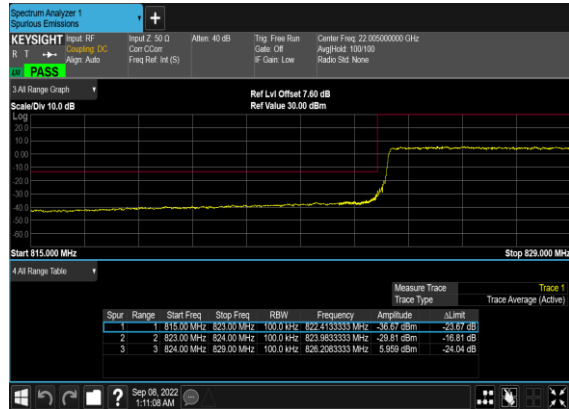 Spectrum Analyzer 1
Spurious Emissions
+
KEYSIGHT Input: RF Input Z: 50 Ω Atten: 40 dB Trig: Free Run Center Freq: 22.005000000 GHz
R T Coupling: DC Corr CCorr Gate: Off Avg|Hold: 100/100
Align: Auto Freq Ref: Int (S) IF Gain: Low Radio Std: None
PASS
3 All Range Graph
Ref Lvl Offset 7.60 dB
Scale/Div 10.0 dB Ref Value 30.00 dBm
Log
20.0
10.0
0.00
-10.0
-20.0
-30.0
-40.0
-50.0
-60.0
Start 815.000 MHz Stop 829.000 MHz
4 All Range Table
Measure Trace Trace 1
Trace Type Trace Average (Active)
Spur Range Start Freq Stop Freq RBW Frequency Amplitude ΔLimit
1 1 815.00 MHz 823.00 MHz 100.0 kHz 822.4133333 MHz -36.67 dBm -23.67 dB
2 2 823.00 MHz 824.00 MHz 100.0 kHz 823.9833333 MHz -29.81 dBm -16.81 dB
3 3 824.00 MHz 829.00 MHz 100.0 kHz 826.2083333 MHz 5.959 dBm -24.04 dB
? Sep 08, 2022
1:11:08 AM